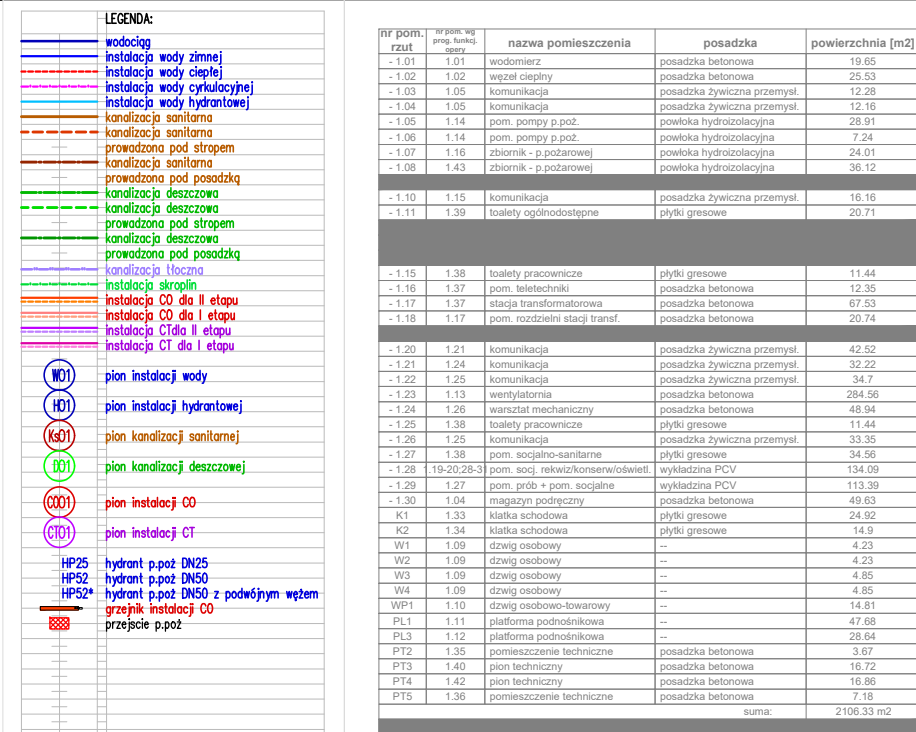 LEGENDA:
wodociąg
instalacja wody zimnej
instalacja wody ciepłej
instalacja wody cyrkulacyjnej
instalacja wody hydrantowej
kanalizacja sanitarna
kanalizacja sanitarna
prowadzona pod stropem
kanalizacja sanitarna
prowadzona pod posadzką
kanalizacja deszczowa
kanalizacja deszczowa
prowadzona pod stropem
kanalizacja deszczowa
prowadzona pod posadzką
kanalizacja tłoczna
instalacja skroplin
instalacja CO dla II etapu
instalacja CO dla I etapu
instalacja CTdla II etapu
instalacja CT dla I etapu
W01 pion instalacji wody
H01 pion instalacji hydrantowej
Ks01 pion kanalizacji sanitarnej
D01 pion kanalizacji deszczowej
C001 pion instalacji CO
CT01 pion instalacji CT
HP25 hydrant p.poż DN25
HP52 hydrant p.poż DN50
HP52* hydrant p.poż DN50 z podwójnym wężem
grzejnik instalacji CO
przejscie p.poż
nr pom. rzut nr pom. wg prog. funkcj. opery nazwa pomieszczenia posadzka powierzchnia [m2]
- 1.01 1.01 wodomierz posadzka betonowa 19.65
- 1.02 1.02 węzeł cieplny posadzka betonowa 25.53
- 1.03 1.05 komunikacja posadzka żywiczna przemysł. 12.28
- 1.04 1.05 komunikacja posadzka żywiczna przemysł. 12.16
- 1.05 1.14 pom. pompy p.poż. powłoka hydroizolacyjna 28.91
- 1.06 1.14 pom. pompy p.poż. powłoka hydroizolacyjna 7.24
- 1.07 1.16 zbiornik - p.pożarowej powłoka hydroizolacyjna 24.01
- 1.08 1.43 zbiornik - p.pożarowej powłoka hydroizolacyjna 36.12
- 1.10 1.15 komunikacja posadzka żywiczna przemysł. 16.16
- 1.11 1.39 toalety ogólnodostępne płytki gresowe 20.71
- 1.15 1.38 toalety pracownicze płytki gresowe 11.44
- 1.16 1.37 pom. teletechniki posadzka betonowa 12.35
- 1.17 1.37 stacja transformatorowa posadzka betonowa 67.53
- 1.18 1.17 pom. rozdzielni stacji transf. posadzka betonowa 20.74
- 1.20 1.21 komunikacja posadzka żywiczna przemysł. 42.52
- 1.21 1.24 komunikacja posadzka żywiczna przemysł. 32.22
- 1.22 1.25 komunikacja posadzka żywiczna przemysł. 34.7
- 1.23 1.13 wentylatornia posadzka betonowa 284.56
- 1.24 1.26 warsztat mechaniczny posadzka betonowa 48.94
- 1.25 1.38 toalety pracownicze płytki gresowe 11.44
- 1.26 1.25 komunikacja posadzka żywiczna przemysł. 33.35
- 1.27 1.38 pom. socjalno-sanitarne płytki gresowe 34.56
- 1.28 1.19-20;28-31 pom. socj. rekwiz/konserw/oświetl. wykładzina PCV 134.09
- 1.29 1.27 pom. prób + pom. socjalne wykładzina PCV 113.39
- 1.30 1.04 magazyn podręczny posadzka betonowa 49.63
K1 1.33 klatka schodowa płytki gresowe 24.92
K2 1.34 klatka schodowa płytki gresowe 14.9
W1 1.09 dzwig osobowy -- 4.23
W2 1.09 dzwig osobowy -- 4.23
W3 1.09 dzwig osobowy -- 4.85
W4 1.09 dzwig osobowy -- 4.85
WP1 1.10 dzwig osobowo-towarowy -- 14.81
PL1 1.11 platforma podnośnikowa -- 47.68
PL3 1.12 platforma podnośnikowa -- 28.64
PT2 1.35 pomieszczenie techniczne posadzka betonowa 3.67
PT3 1.40 pion techniczny posadzka betonowa 16.72
PT4 1.42 pion techniczny posadzka betonowa 16.86
PT5 1.36 pomieszczenie techniczne posadzka betonowa 7.18
suma: 2106.33 m2